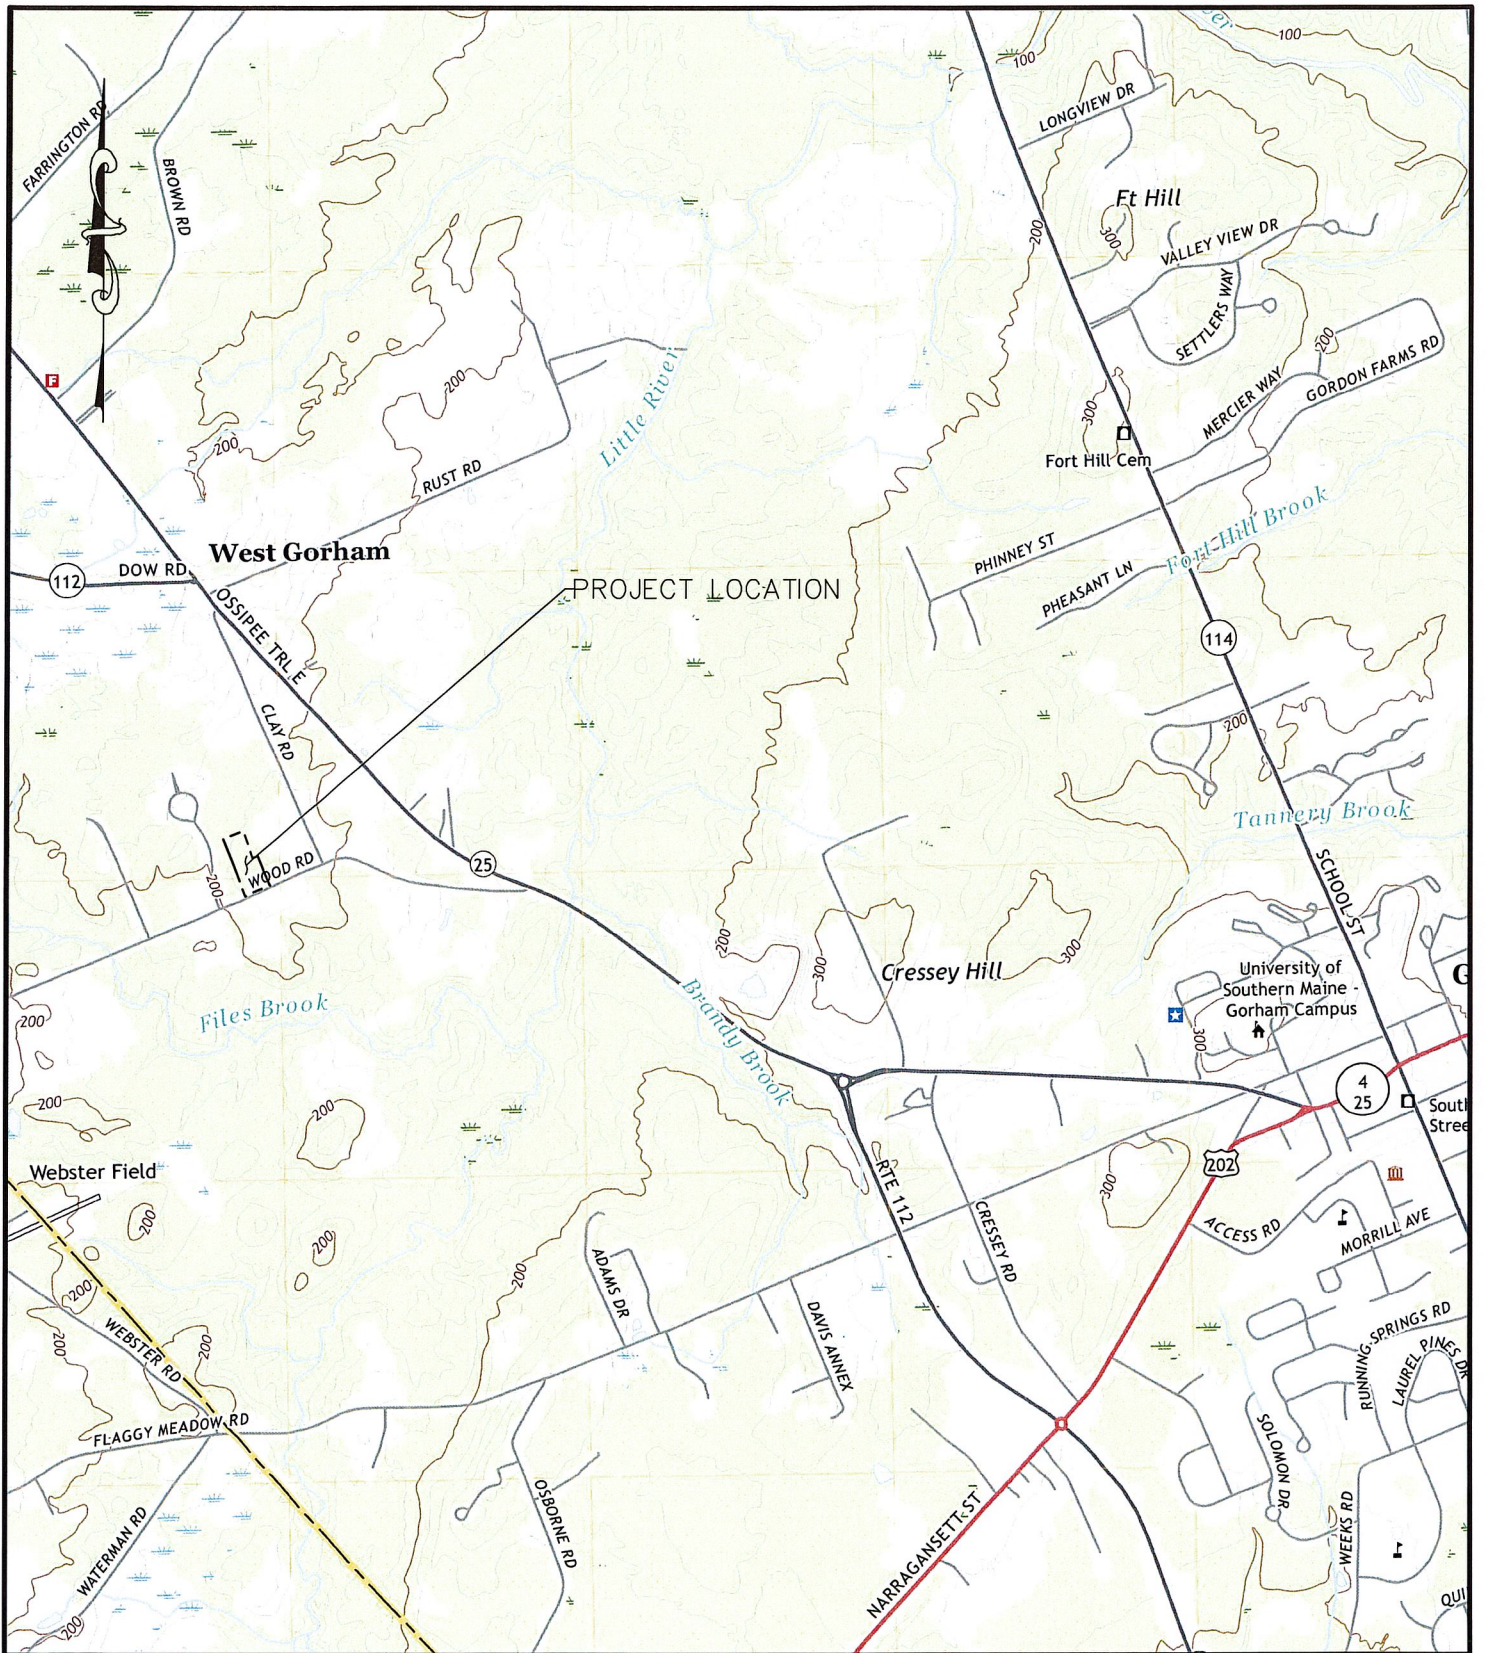 100
100
LONGVIEW DR
FARRINGTON RD
BROWN RD
Ft Hill
300
200
VALLEY VIEW DR
SETTLERS WAY
F
200
MERCIER WAY
GORDON FARMS RD
Little River
200
300
200
Fort Hill Cem
RUST RD
Fort Hill Brook
West Gorham
PHINNEY ST
DOW RD
112
PHEASANT LN
PROJECT LOCATION
OSSIPEE TRL E
114
CLAY RD
200
Tannery Brook
25
WOOD RD
200
SCHOOL ST
200
300
300
Cressey Hill
University of
Southern Maine -
Gorham Campus
Files Brook
Brandy Brook
200
300
4
25
200
200
South
Stree
Webster Field
202
RTE 112
300
200
200
CRESSEY RD
ACCESS RD
MORRILL AVE
200
200
ADAMS DR
DAVIS ANNEX
RUNNING SPRINGS RD
200
WEBSTER RD
200
LAUREL PINES DR
FLAGGY MEADOW RD
SOLOMON DR
OSBORNE RD
WEEKS RD
WATERMAN RD
NARRAGANSETT ST
QUI
200